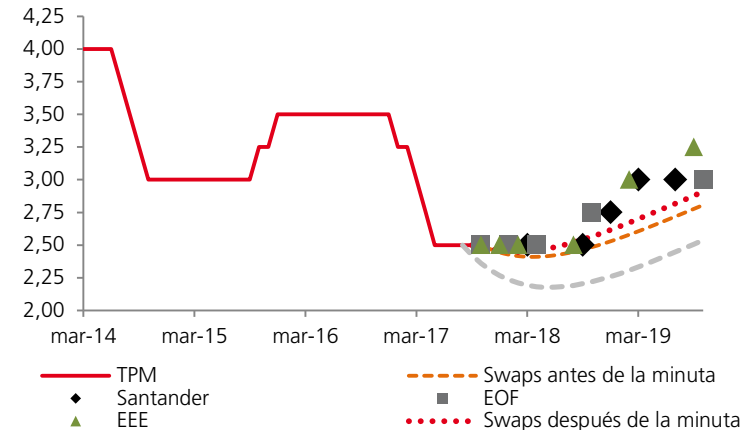 4,25
4,00
3,75
3,50
3,25
3,00
2,75
2,50
2,25
2,00
mar-14 mar-15 mar-16 mar-17 mar-18 mar-19
TPM Swaps antes de la minuta
Santander EOF
EEE Swaps después de la minuta